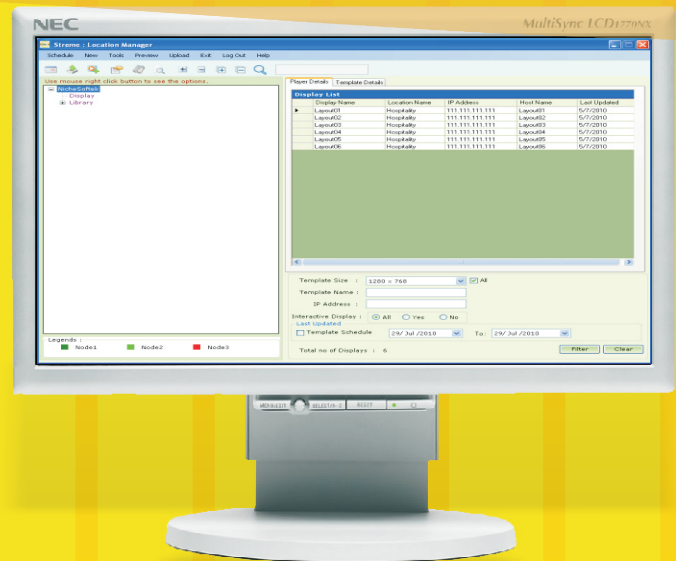 NEC
MultiSync LCD1770NX
Streme : Location Manager
Schedule New Tools Preview Upload Exit Log Out Help
Use mouse right click button to see the options.
NicheSoftek
Display
Library
Player Details Template Details
Display List
Display Name Location Name IP Address Host Name Last Updated
Layout01 Hospitality 111.111.111.111 Layout01 5/7/2010
Layout02 Hospitality 111.111.111.111 Layout02 5/7/2010
Layout03 Hospitality 111.111.111.111 Layout03 5/7/2010
Layout04 Hospitality 111.111.111.111 Layout04 5/7/2010
Layout05 Hospitality 111.111.111.111 Layout05 5/7/2010
Layout06 Hospitality 111.111.111.111 Layout06 5/7/2010
Template Size : 1280 x 768 All
Template Name :
IP Address :
Interactive Display : All Yes No
Last Updated
Template Schedule 29/ Jul /2010 To : 29/ Jul /2010
Total no of Displays : 6
Filter Clear
Legends :
Node1 Node2 Node3
MENU/EXIT SELECT/1-2 RESET